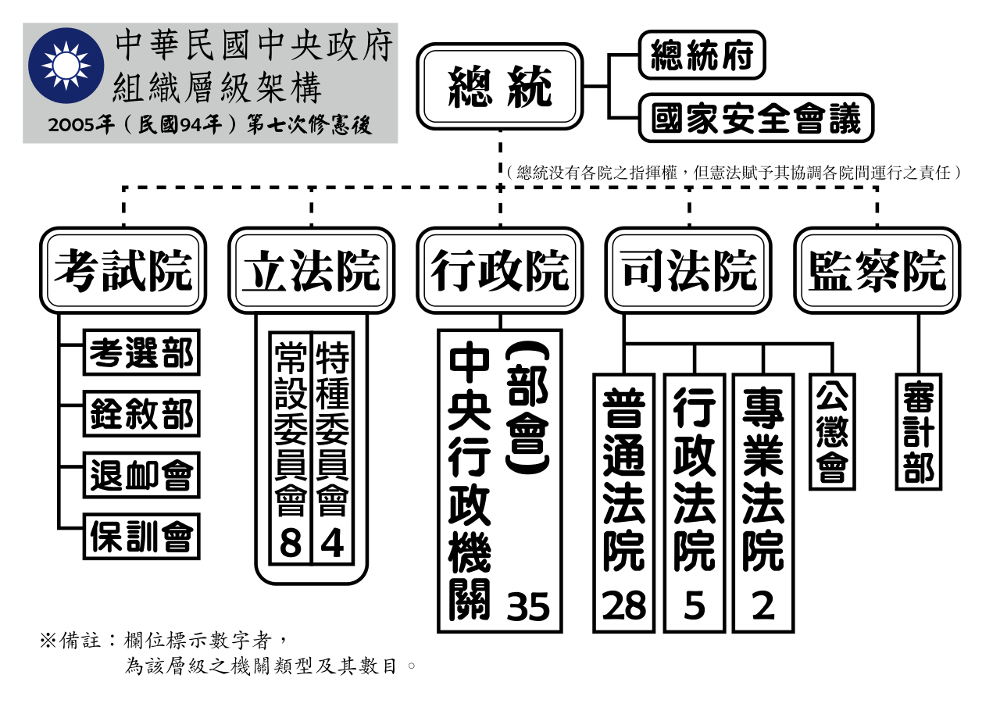 中華民國中央政府
組織層級架構
2005年（民國94年）第七次修憲後
總統
總統府
國家安全會議
（總統没有各院之指揮權，但憲法賦予其協調各院間運行之責任）
考試院
立法院
行政院
司法院
監察院
考選部
銓敘部
退卹會
保訓會
常設委員會8
特種委員會4
中央行政機關
（部會）35
普通法院28
行政法院5
專業法院2
公懲會
審計部
※備註：欄位標示數字者，
為該層級之機關類型及其數目。